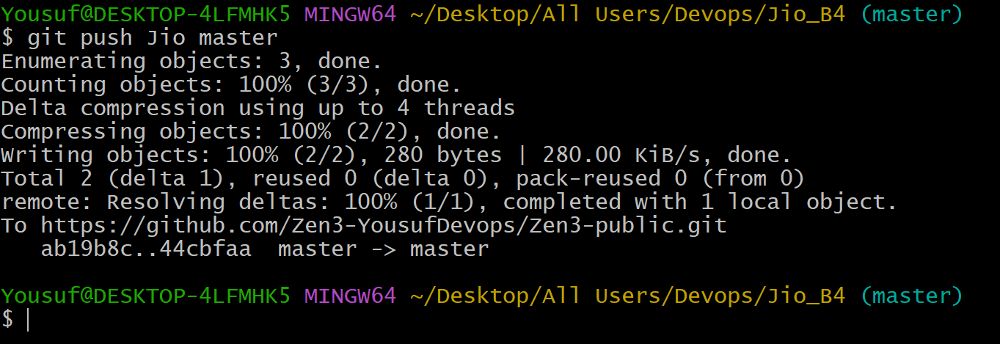 Yousuf@DESKTOP-4LFMHK5 MINGW64 ~/Desktop/All Users/Devops/Jio_B4 (master)
$ git push Jio master
Enumerating objects: 3, done.
Counting objects: 100% (3/3), done.
Delta compression using up to 4 threads
Compressing objects: 100% (2/2), done.
Writing objects: 100% (2/2), 280 bytes | 280.00 KiB/s, done.
Total 2 (delta 1), reused 0 (delta 0), pack-reused 0 (from 0)
remote: Resolving deltas: 100% (1/1), completed with 1 local object.
To https://github.com/Zen3-YousufDevops/Zen3-public.git
   ab19b8c..44cbfaa  master -> master
Yousuf@DESKTOP-4LFMHK5 MINGW64 ~/Desktop/All Users/Devops/Jio_B4 (master)
$